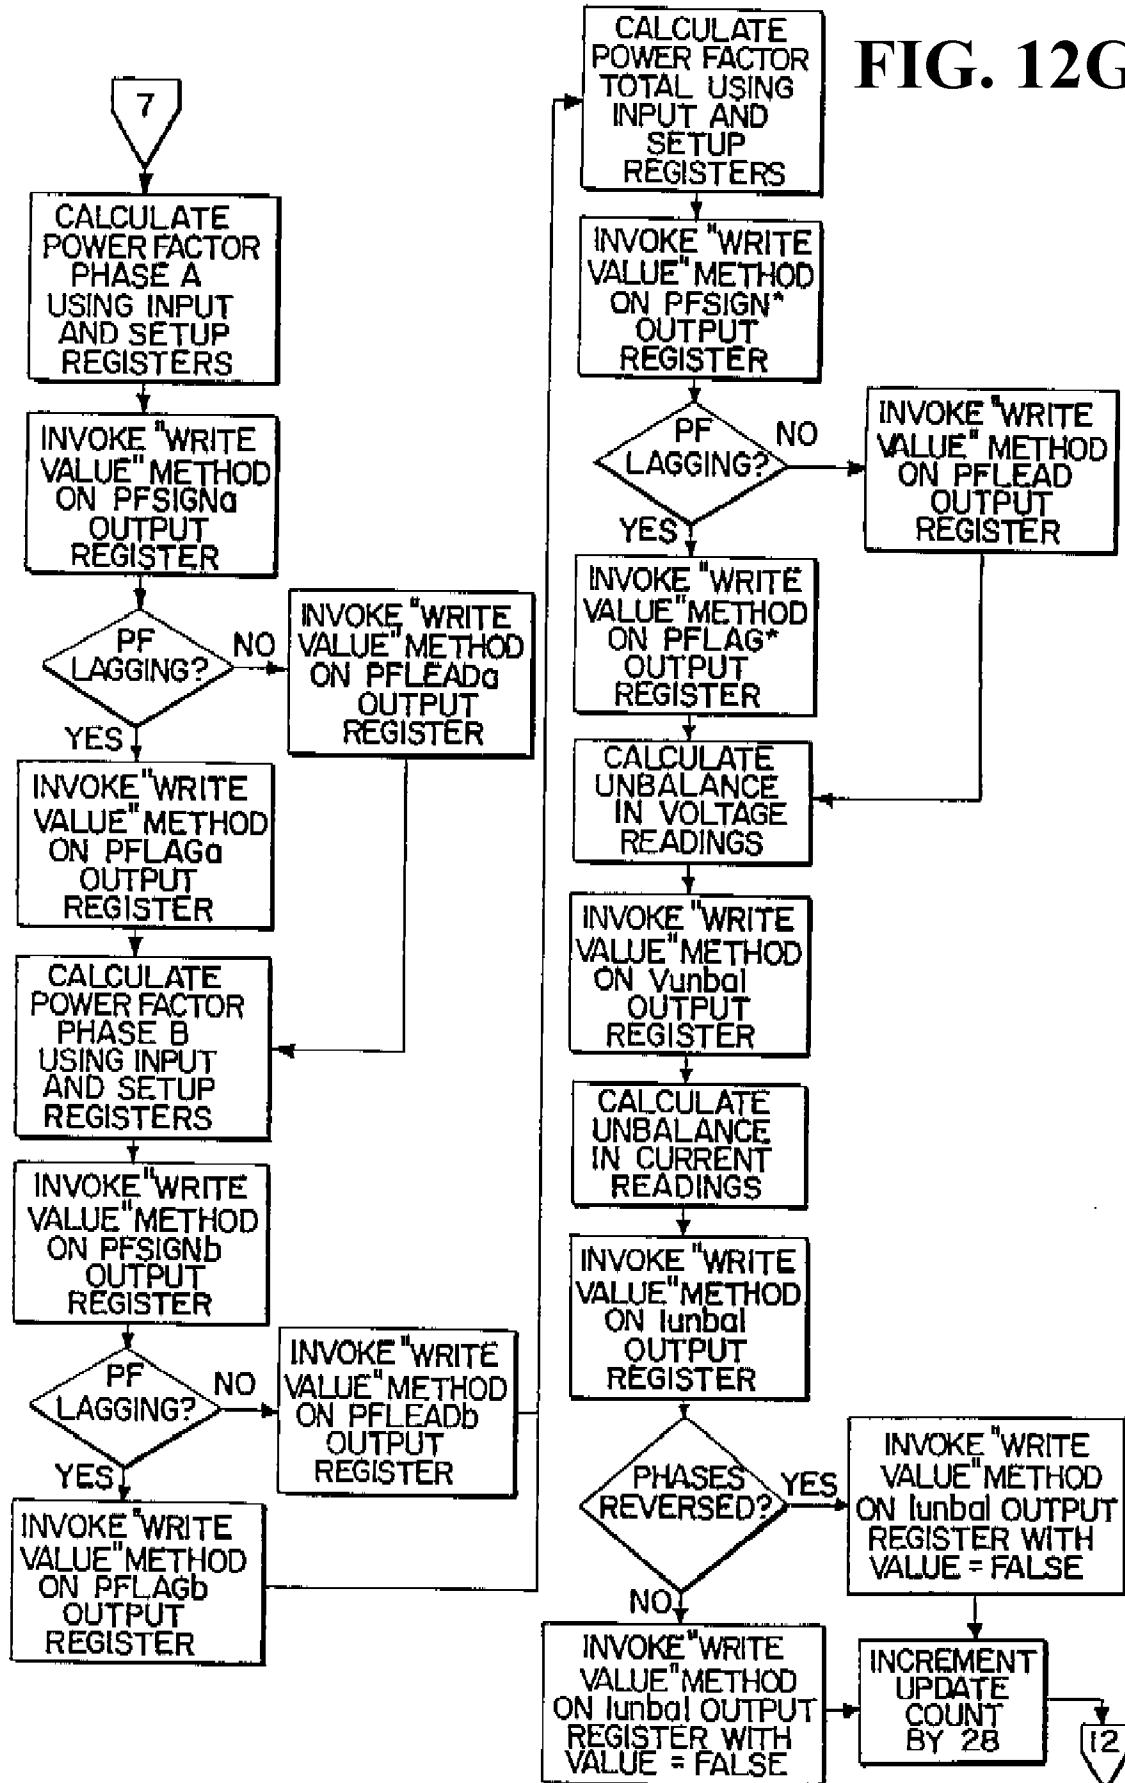 FIG. 12G
7
CALCULATE
POWER FACTOR
PHASE A
USING INPUT
AND SETUP
REGISTERS
INVOKE "WRITE
VALUE" METHOD
ON PFSIGNa
OUTPUT
REGISTER
PF
LAGGING?
NO
INVOKE "WRITE
VALUE" METHOD
ON PFLEADa
OUTPUT
REGISTER
YES
INVOKE "WRITE
VALUE" METHOD
ON PFLAGa
OUTPUT
REGISTER
CALCULATE
POWER FACTOR
PHASE B
USING INPUT
AND SETUP
REGISTERS
INVOKE "WRITE
VALUE" METHOD
ON PFSIGNb
OUTPUT
REGISTER
PF
LAGGING?
NO
INVOKE "WRITE
VALUE" METHOD
ON PFLEADb
OUTPUT
REGISTER
YES
INVOKE "WRITE
VALUE" METHOD
ON PFLAGb
OUTPUT
REGISTER
CALCULATE
POWER FACTOR
TOTAL USING
INPUT AND
SETUP
REGISTERS
INVOKE "WRITE
VALUE" METHOD
ON PFSIGN*
OUTPUT
REGISTER
PF
LAGGING?
NO
INVOKE "WRITE
VALUE" METHOD
ON PFLEAD
OUTPUT
REGISTER
YES
INVOKE "WRITE
VALUE" METHOD
ON PFLAG*
OUTPUT
REGISTER
CALCULATE
UNBALANCE
IN VOLTAGE
READINGS
INVOKE "WRITE
VALUE" METHOD
ON Vunbal
OUTPUT
REGISTER
CALCULATE
UNBALANCE
IN CURRENT
READINGS
INVOKE "WRITE
VALUE" METHOD
ON Iunbal
OUTPUT
REGISTER
PHASES
REVERSED?
YES
INVOKE "WRITE
VALUE" METHOD
ON Iunbal OUTPUT
REGISTER WITH
VALUE = FALSE
NO
INVOKE "WRITE
VALUE" METHOD
ON Iunbal OUTPUT
REGISTER WITH
VALUE = FALSE
INCREMENT
UPDATE
COUNT
BY 28
12